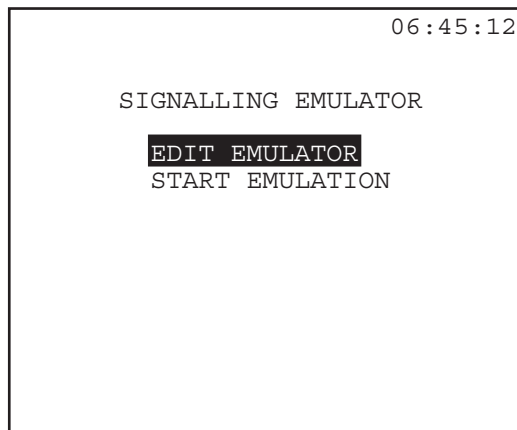 06:45:12
SIGNALLING EMULATOR
EDIT EMULATOR
START EMULATION